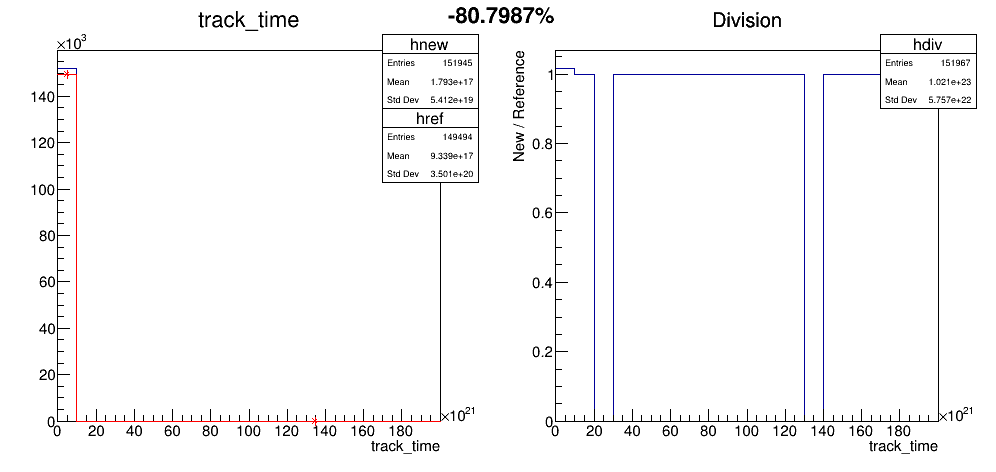 -80.7987%
track_time
×10³
hnew
Entries 151945
Mean 1.793e+17
Std Dev 5.412e+19
href
Entries 149494
Mean 9.339e+17
Std Dev 3.501e+20
140
120
100
80
60
40
20
0
0 20 40 60 80 100 120 140 160 180
×10²¹
track_time
Division
New / Reference
hdiv
Entries 151967
Mean 1.021e+23
Std Dev 5.757e+22
1
0.8
0.6
0.4
0.2
0
0 20 40 60 80 100 120 140 160 180
×10²¹
track_time